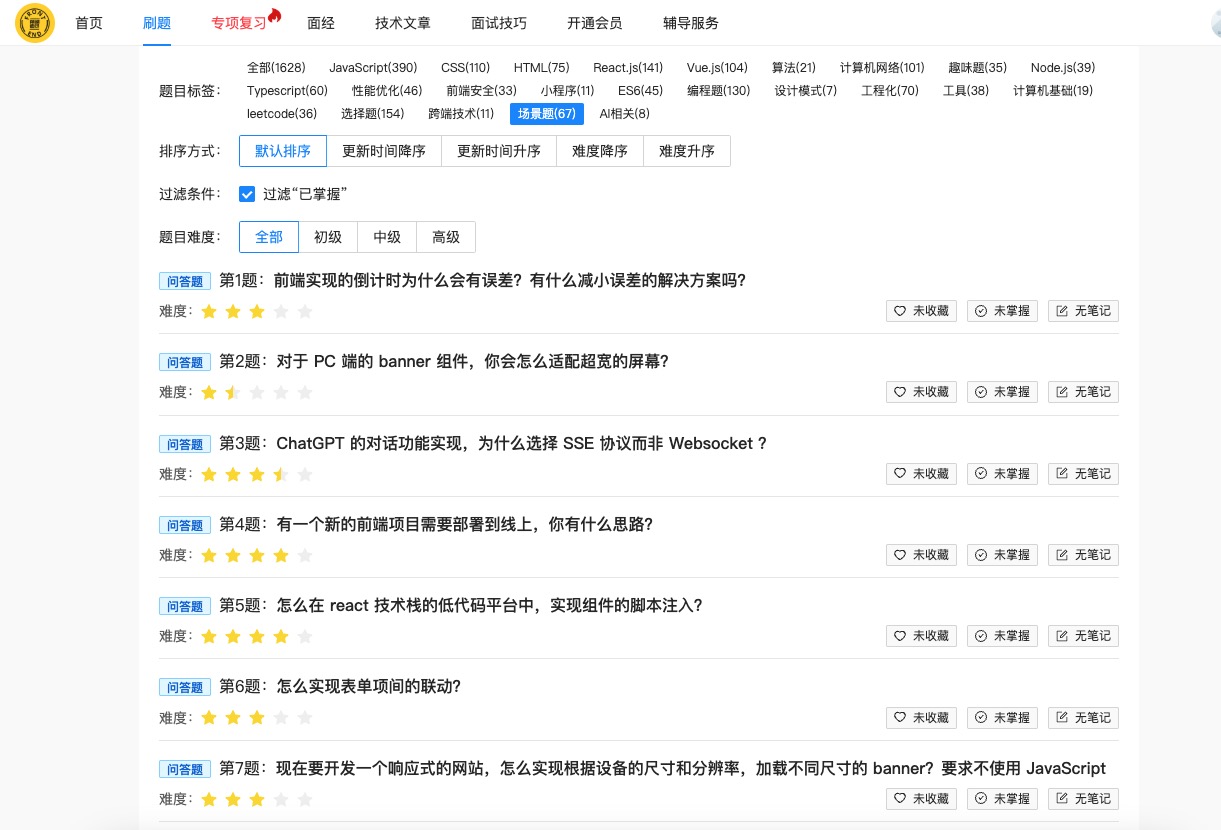 FRONT END
首页 刷题 专项复习 面经 技术文章 面试技巧 开通会员 辅导服务
全部(1628) JavaScript(390) CSS(110) HTML(75) React.js(141) Vue.js(104) 算法(21) 计算机网络(101) 趣味题(35) Node.js(39)
题目标签: Typescript(60) 性能优化(46) 前端安全(33) 小程序(11) ES6(45) 编程题(130) 设计模式(7) 工程化(70) 工具(38) 计算机基础(19)
leetcode(36) 选择题(154) 跨端技术(11) 场景题(67) AI相关(8)
排序方式: 默认排序 更新时间降序 更新时间升序 难度降序 难度升序
过滤条件: 过滤“已掌握”
题目难度: 全部 初级 中级 高级
问答题 第1题：前端实现的倒计时为什么会有误差？有什么减小误差的解决方案吗?
难度: 未收藏 未掌握 无笔记
问答题 第2题：对于 PC 端的 banner 组件，你会怎么适配超宽的屏幕?
难度: 未收藏 未掌握 无笔记
问答题 第3题：ChatGPT 的对话功能实现，为什么选择 SSE 协议而非 Websocket ?
难度: 未收藏 未掌握 无笔记
问答题 第4题：有一个新的前端项目需要部署到线上，你有什么思路?
难度: 未收藏 未掌握 无笔记
问答题 第5题：怎么在 react 技术栈的低代码平台中，实现组件的脚本注入?
难度: 未收藏 未掌握 无笔记
问答题 第6题：怎么实现表单项间的联动?
难度: 未收藏 未掌握 无笔记
问答题 第7题：现在要开发一个响应式的网站，怎么实现根据设备的尺寸和分辨率，加载不同尺寸的 banner？要求不使用 JavaScript
难度: 未收藏 未掌握 无笔记